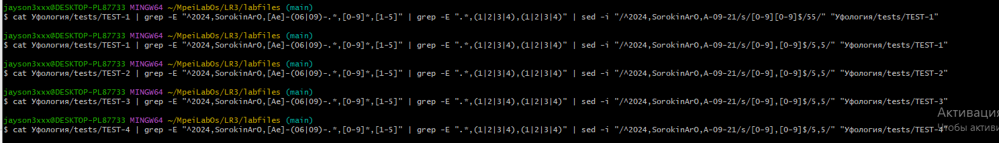 jayson3xxx@DESKTOP-PL87733 MINGW64 ~/MpeiLabOs/LR3/labfiles (main)
$ cat Уфология/tests/TEST-1 | grep -E "^2024,SorokinArO,[Ae]-(06|09)-.*,[0-9]*,[1-5]" | grep -E ".*,(1|2|3|4),(1|2|3|4)" | sed -i "/^2024,SorokinArO,A-09-21/s/[0-9][0-9]$/55/" "Уфология/tests/TEST-1"
jayson3xxx@DESKTOP-PL87733 MINGW64 ~/MpeiLabOs/LR3/labfiles (main)
$ cat Уфология/tests/TEST-1 | grep -E "^2024,SorokinArO,[Ae]-(06|09)-.*,[0-9]*,[1-5]" | grep -E ".*,(1|2|3|4),(1|2|3|4)" | sed -i "/^2024,SorokinArO,A-09-21/s/[0-9],[0-9]$/5,5/" "Уфология/tests/TEST-1"
jayson3xxx@DESKTOP-PL87733 MINGW64 ~/MpeiLabOs/LR3/labfiles (main)
$ cat Уфология/tests/TEST-2 | grep -E "^2024,SorokinArO,[Ae]-(06|09)-.*,[0-9]*,[1-5]" | grep -E ".*,(1|2|3|4),(1|2|3|4)" | sed -i "/^2024,SorokinArO,A-09-21/s/[0-9],[0-9]$/5,5/" "Уфология/tests/TEST-2"
jayson3xxx@DESKTOP-PL87733 MINGW64 ~/MpeiLabOs/LR3/labfiles (main)
$ cat Уфология/tests/TEST-3 | grep -E "^2024,SorokinArO,[Ae]-(06|09)-.*,[0-9]*,[1-5]" | grep -E ".*,(1|2|3|4),(1|2|3|4)" | sed -i "/^2024,SorokinArO,A-09-21/s/[0-9],[0-9]$/5,5/" "Уфология/tests/TEST-3"
Активация
jayson3xxx@DESKTOP-PL87733 MINGW64 ~/MpeiLabOs/LR3/labfiles (main)
$ cat Уфология/tests/TEST-4 | grep -E "^2024,SorokinArO,[Ae]-(06|09)-.*,[0-9]*,[1-5]" | grep -E ".*,(1|2|3|4),(1|2|3|4)" | sed -i "/^2024,SorokinArO,A-09-21/s/[0-9],[0-9]$/5,5/" "Уфология/tests/TEST-4"
Чтобы активи